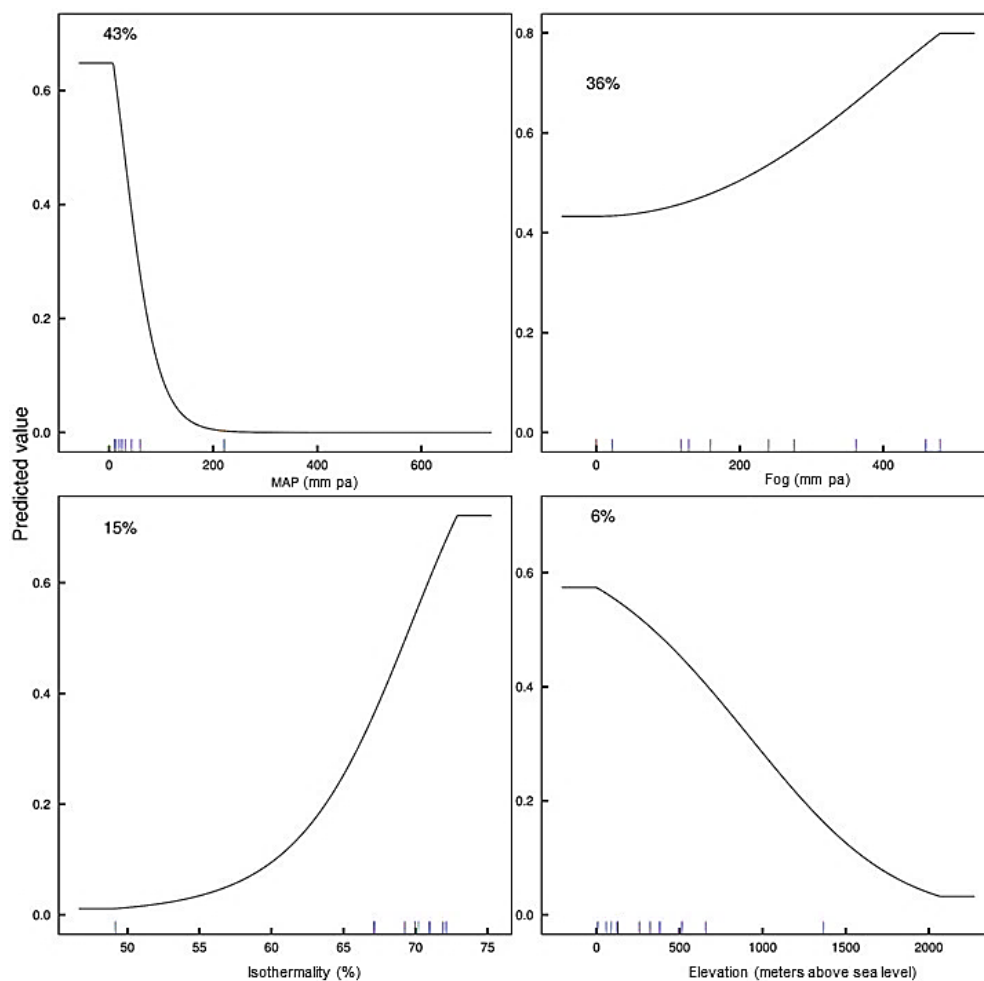 43%
0.6
0.4
0.2
0.0
0 200 400 600
MAP (mm pa)
36%
0.8
0.6
0.4
0.2
0.0
0 200 400
Fog (mm pa)
Predicted value
15%
0.6
0.4
0.2
0.0
50 55 60 65 70 75
Isothermality (%)
6%
0.6
0.4
0.2
0.0
0 500 1000 1500 2000
Elevation (meters above sea level)